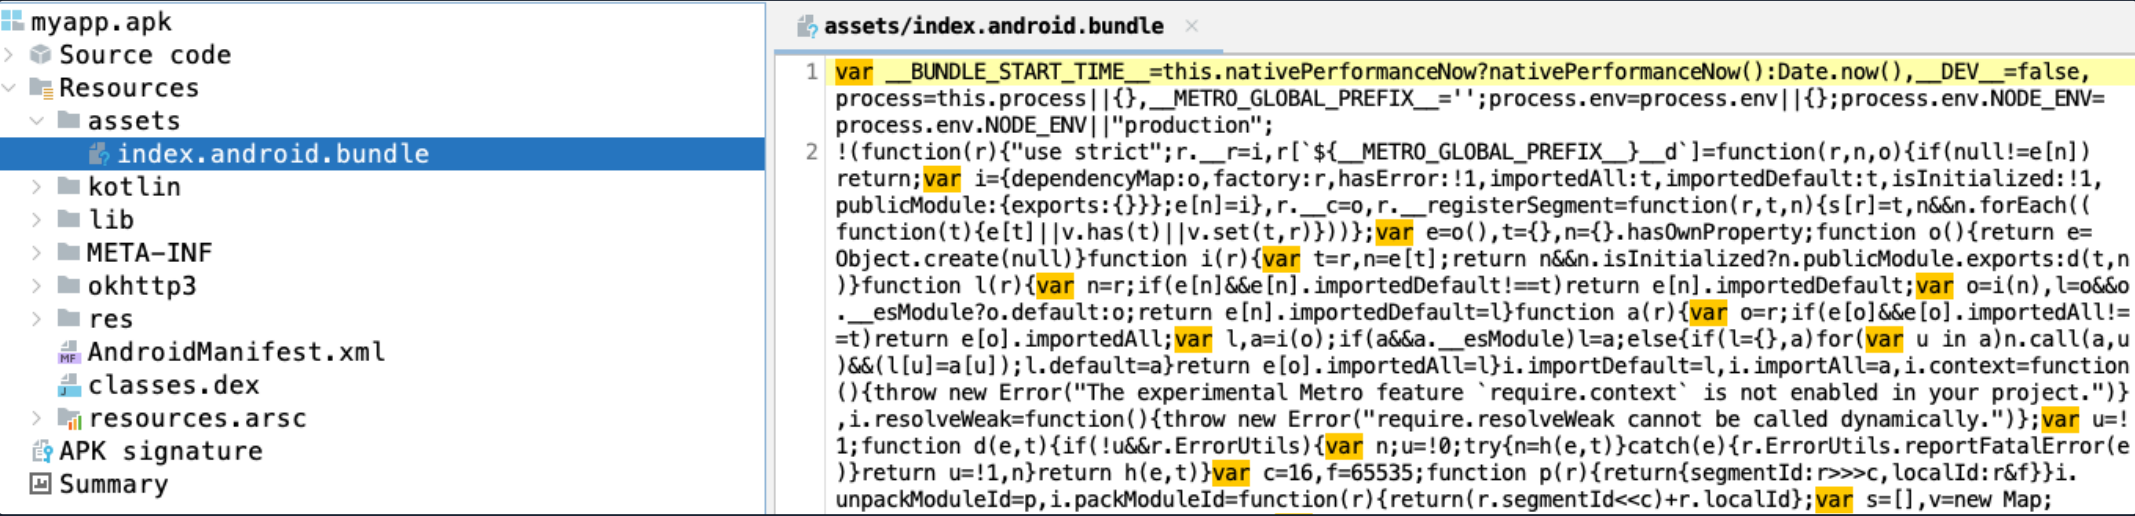 myapp.apk
Source code
Resources
assets
index.android.bundle
kotlin
lib
META-INF
okhttp3
res
AndroidManifest.xml
classes.dex
resources.arsc
APK signature
Summary
assets/index.android.bundle ×
1 var __BUNDLE_START_TIME__=this.nativePerformanceNow?nativePerformanceNow():Date.now(),__DEV__=false,
process=this.process||{},__METRO_GLOBAL_PREFIX__='';process.env=process.env||{};process.env.NODE_ENV=
process.env.NODE_ENV||"production";
2 !(function(r){"use strict";r.__r=i,r[`${__METRO_GLOBAL_PREFIX__}__d`]=function(r,n,o){if(null!=e[n])
return;var i={dependencyMap:o,factory:r,hasError:!1,importedAll:t,importedDefault:t,isInitialized:!1,
publicModule:{exports:{}}};e[n]=i},r.__c=o,r.__registerSegment=function(r,t,n){s[r]=t,n&&n.forEach((
function(t){e[t]||v.has(t)||v.set(t,r)}))};var e=o(),t={},n={}.hasOwnProperty;function o(){return e=
Object.create(null)}function i(r){var t=r,n=e[t];return n&&n.isInitialized?n.publicModule.exports:d(t,n
)}function l(r){var n=r;if(e[n]&&e[n].importedDefault!==t)return e[n].importedDefault;var o=i(n),l=o&&o
.__esModule?o.default:o;return e[n].importedDefault=l}function a(r){var o=r;if(e[o]&&e[o].importedAll!=
=t)return e[o].importedAll;var l,a=i(o);if(a&&a.__esModule)l=a;else{if(l={},a)for(var u in a)n.call(a,u
)&&(l[u]=a[u]);l.default=a}return e[o].importedAll=l}i.importDefault=l,i.importAll=a,i.context=function
(){throw new Error("The experimental Metro feature `require.context` is not enabled in your project.")}
,i.resolveWeak=function(){throw new Error("require.resolveWeak cannot be called dynamically.")};var u=!
1;function d(e,t){if(!u&&r.ErrorUtils){var n;u=!0;try{n=h(e,t)}catch(e){r.ErrorUtils.reportFatalError(e
)}return u=!1,n}return h(e,t)}var c=16,f=65535;function p(r){return{segmentId:r>>>c,localId:r&f}}i.
unpackModuleId=p,i.packModuleId=function(r){return(r.segmentId<<c)+r.localId};var s=[],v=new Map;